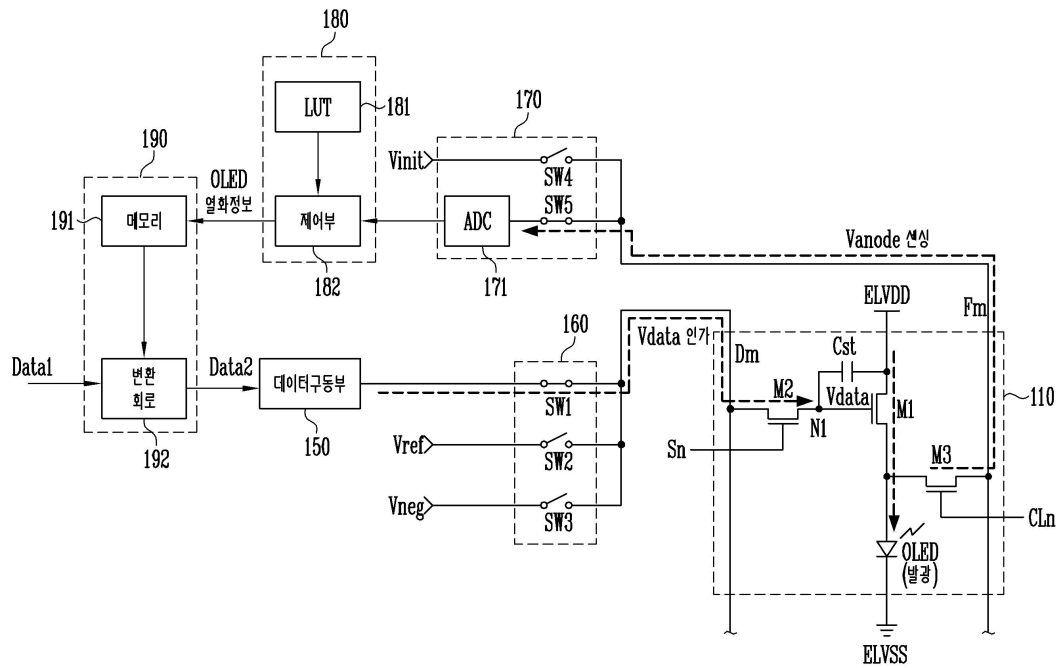 180
LUT
181
170
190
OLED
열화정보
Vinit
SW4
191
메모리
제어부
ADC
SW5
182
171
Vanode 센싱
ELVDD
Fm
160
Vdata 인가
Dm
Cst
Data1
변환
회로
Data2
데이터구동부
SW1
M2
Vdata
M1
110
192
150
N1
Vref
SW2
Sn
M3
Vneg
SW3
CLn
OLED
(발광)
ELVSS